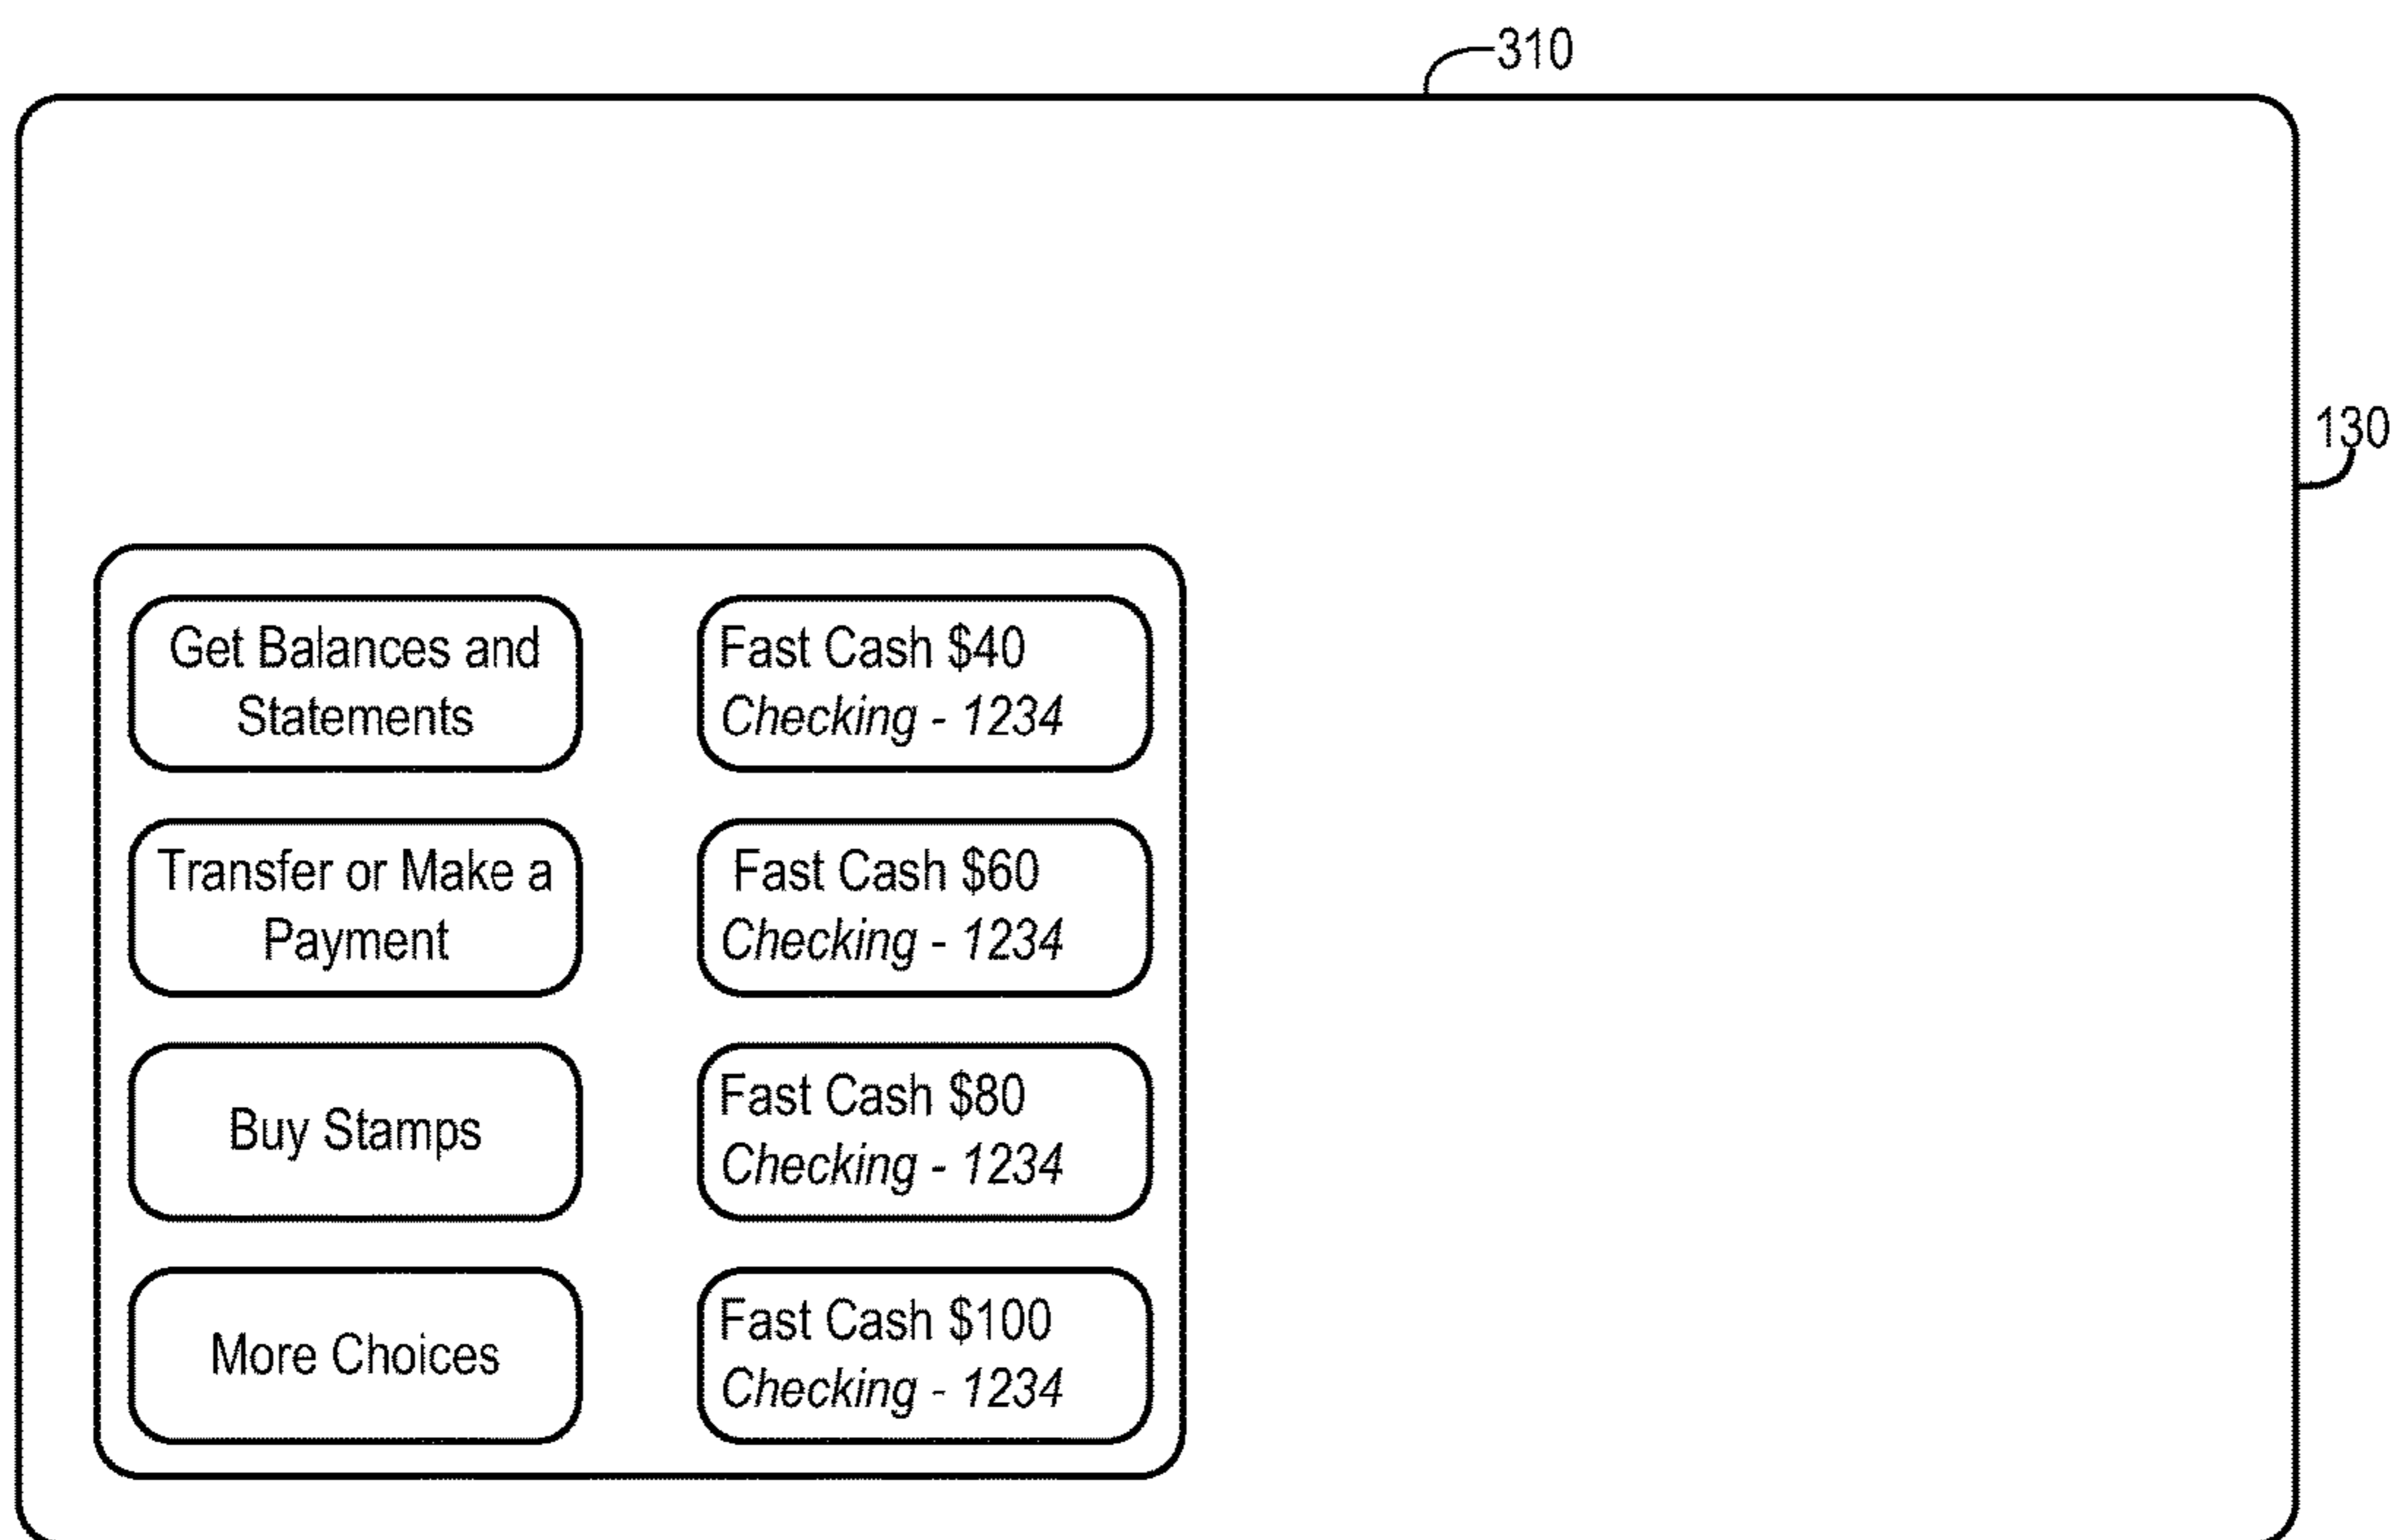 310
130
Get Balances and
Statements
Fast Cash $40
Checking - 1234
Transfer or Make a
Payment
Fast Cash $60
Checking - 1234
Buy Stamps
Fast Cash $80
Checking - 1234
More Choices
Fast Cash $100
Checking - 1234